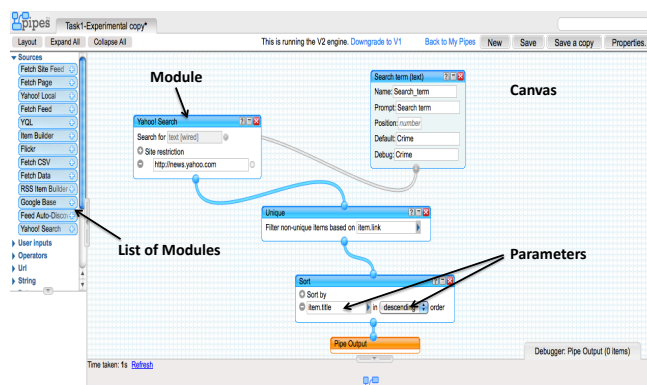 pipes
Task1-Experimental copy*
Layout Expand All Collapse All
This is running the V2 engine. Downgrade to V1 Back to My Pipes New Save Save a copy Properties.
Sources
Fetch Site Feed
Fetch Page
Yahoo! Local
Fetch Feed
YQL
Item Builder
Flickr
Fetch CSV
Fetch Data
RSS Item Builder
Google Base
Feed Auto-Discov
Yahoo! Search
User inputs
Operators
Url
String
Module
Canvas
List of Modules
Parameters
Yahoo! Search
Search for text [wired]
Site restriction
http://news.yahoo.com
Search term (text)
Name: Search_term
Prompt: Search term
Position: number
Default: Crime
Debug: Crime
Unique
Filter non-unique items based on item.link
Sort
Sort by
item.title in descending order
Pipe Output
Debugger: Pipe Output (0 items)
Time taken: 1s Refresh